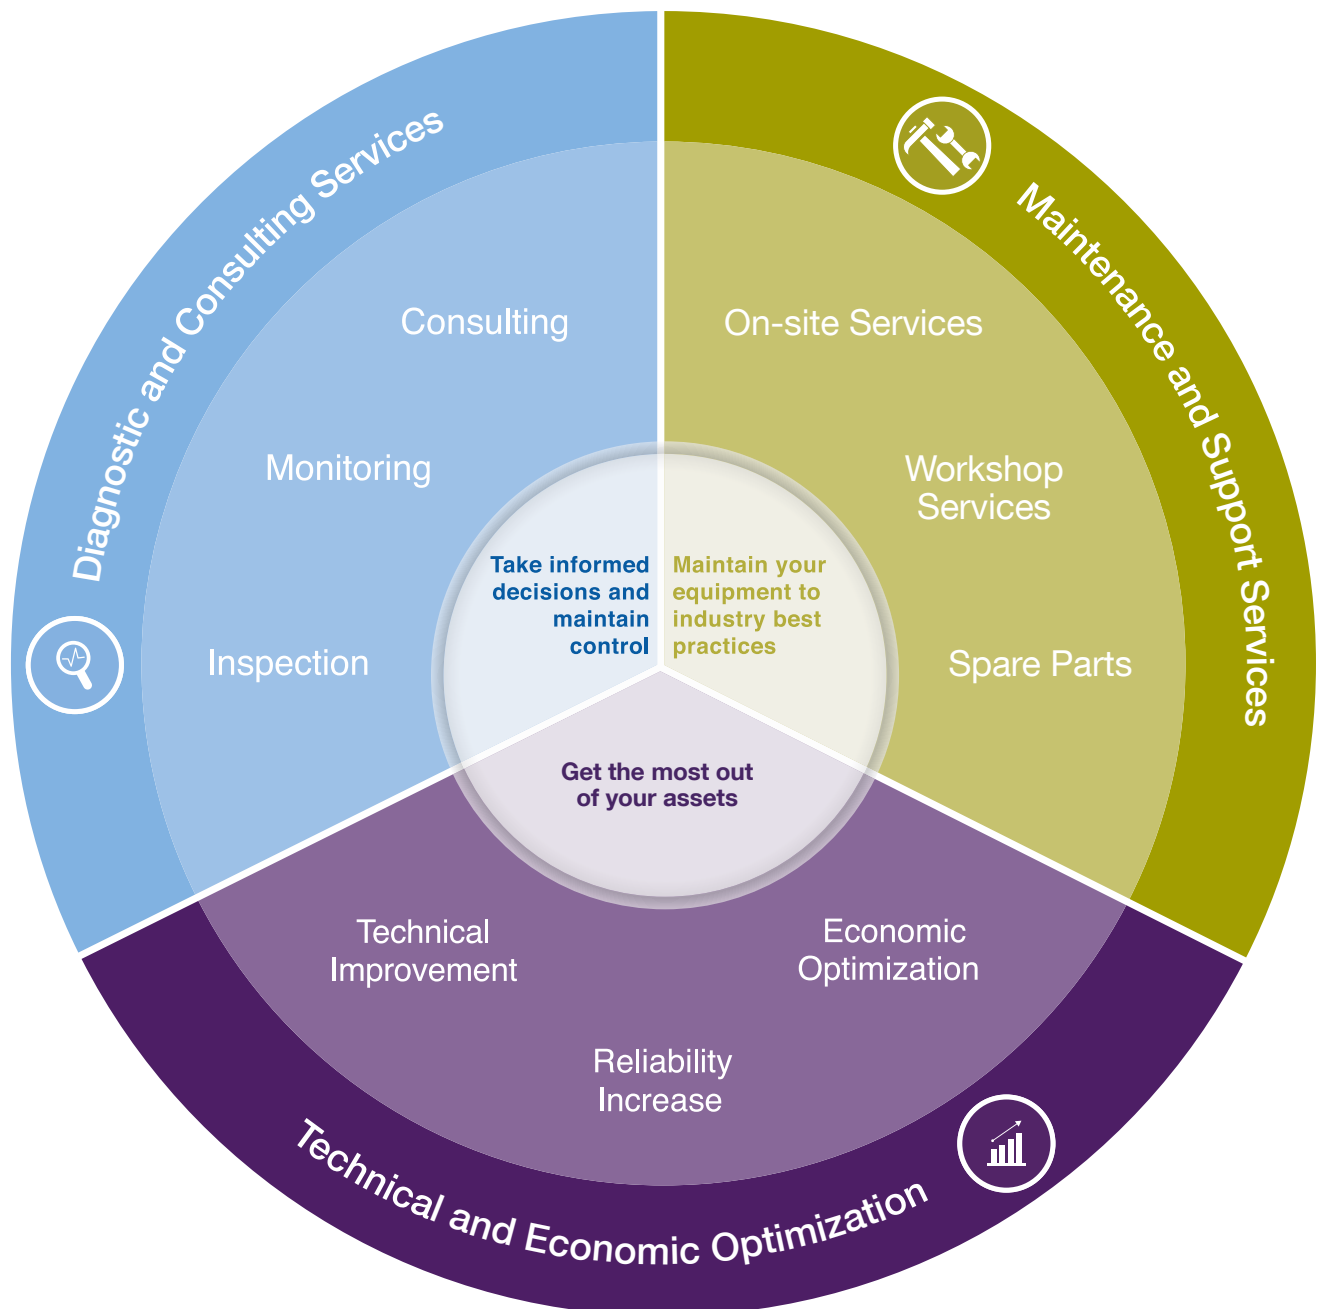 Diagnostic and Consulting Services
Consulting
Monitoring
Inspection
Take informed
decisions and
maintain
control
Maintenance and Support Services
On-site Services
Workshop
Services
Spare Parts
Maintain your
equipment to
industry best
practices
Get the most out
of your assets
Technical
Improvement
Economic
Optimization
Reliability
Increase
Technical and Economic Optimization